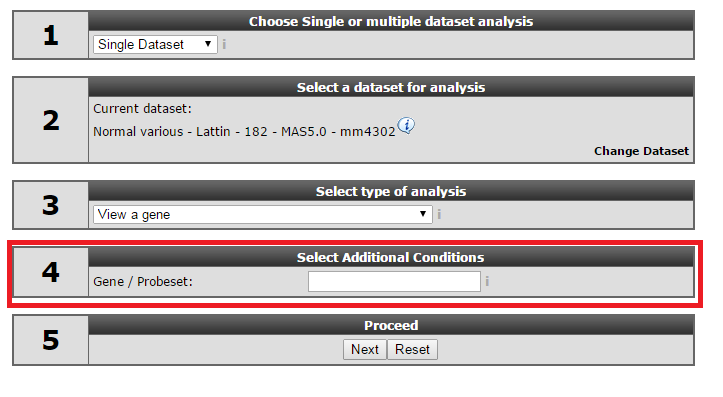 1
Choose Single or multiple dataset analysis
Single Dataset
i
2
Select a dataset for analysis
Current dataset:
Normal various - Lattin - 182 - MAS5.0 - mm4302
i
Change Dataset
3
Select type of analysis
View a gene
i
4
Select Additional Conditions
Gene / Probeset:
i
5
Proceed
Next Reset